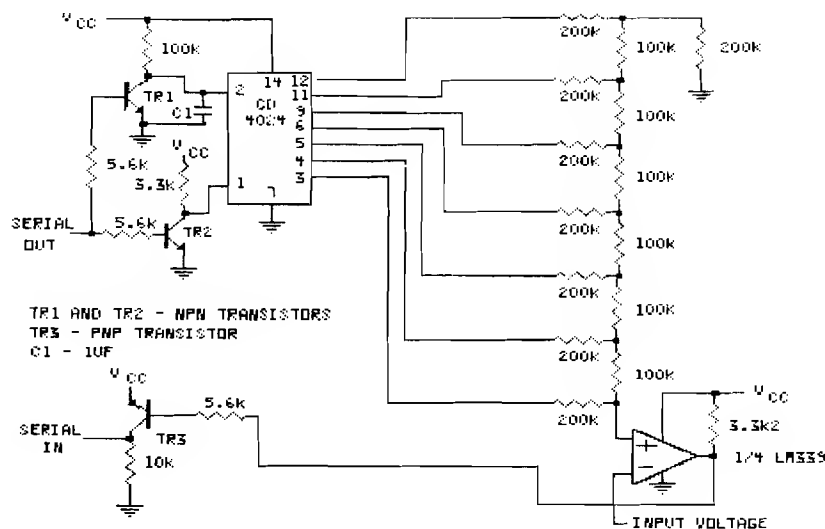 V CC
100k
TR1
C1
5.6k
V CC
3.3k
5.6k
TR2
SERIAL
OUT
14
2
1
CD
4024
7
12
11
9
6
5
4
3
200k
100k
200k
200k
100k
200k
100k
200k
100k
200k
100k
200k
100k
200k
TR1 AND TR2 - NPN TRANSISTORS
TR3 - PNP TRANSISTOR
C1 - 1UF
V CC
5.6k
SERIAL
IN
TR3
10k
V CC
3.3k2
+
-
1/4 LM339
INPUT VOLTAGE